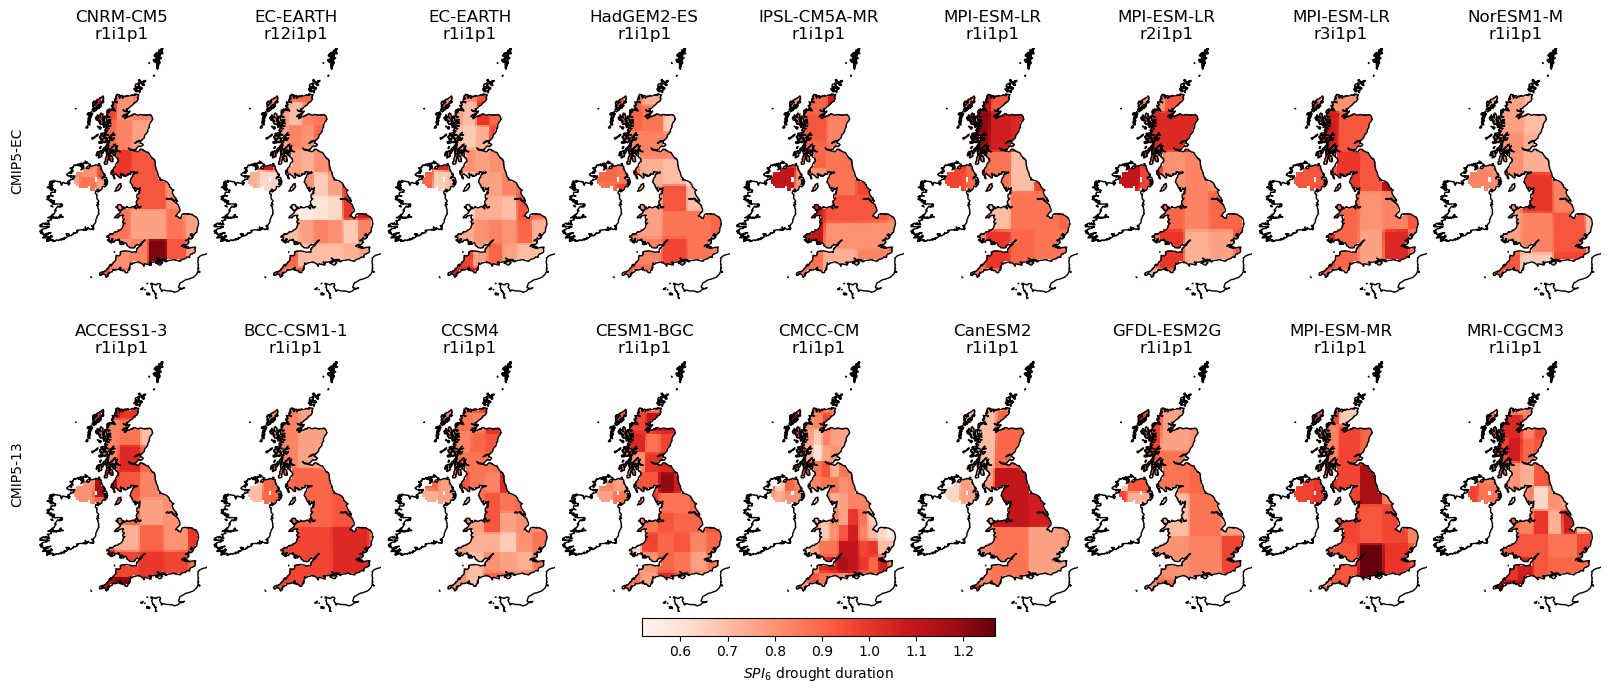 CNRM-CM5 EC-EARTH EC-EARTH HadGEM2-ES IPSL-CM5A-MR MPI-ESM-LR MPI-ESM-LR MPI-ESM-LR NorESM1-M
r1i1p1 r12i1p1 r1i1p1 r1i1p1 r1i1p1 r1i1p1 r2i1p1 r3i1p1 r1i1p1
CMIP5-EC
ACCESS1-3 BCC-CSM1-1 CCSM4 CESM1-BGC CMCC-CM CanESM2 GFDL-ESM2G MPI-ESM-MR MRI-CGCM3
r1i1p1 r1i1p1 r1i1p1 r1i1p1 r1i1p1 r1i1p1 r1i1p1 r1i1p1 r1i1p1
CMIP5-13
0.6 0.7 0.8 0.9 1.0 1.1 1.2
SPI₆ drought duration